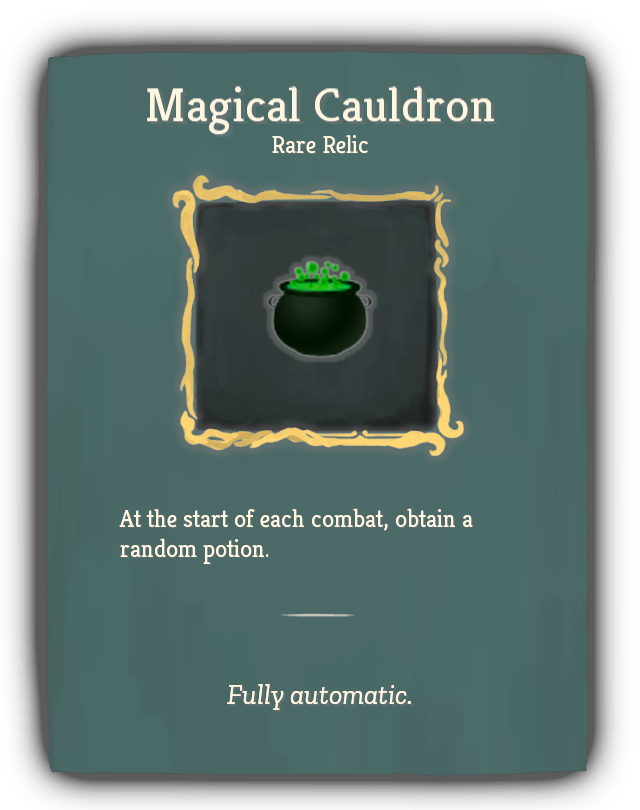 Magical Cauldron
Rare Relic
At the start of each combat, obtain a
random potion.
Fully automatic.